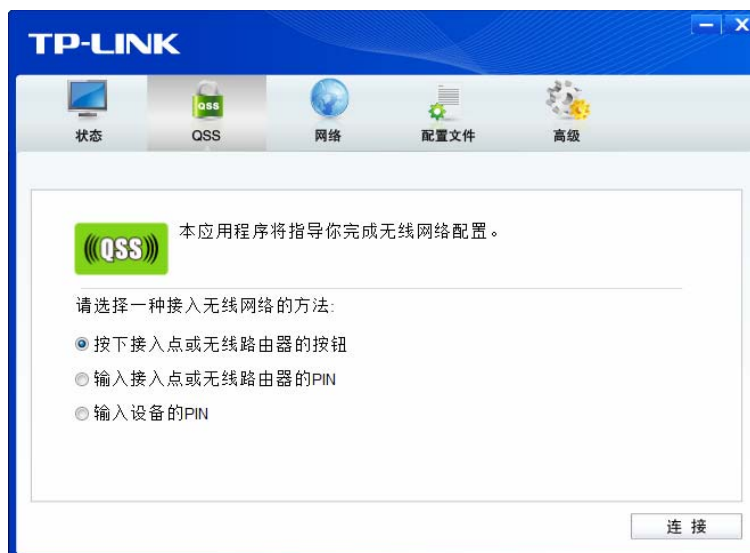 TP-LINK
状态
QSS
QSS
网络
配置文件
高级
QSS
本应用程序将指导你完成无线网络配置。
请选择一种接入无线网络的方法:
按下接入点或无线路由器的按钮
输入接入点或无线路由器的PIN
输入设备的PIN
连 接